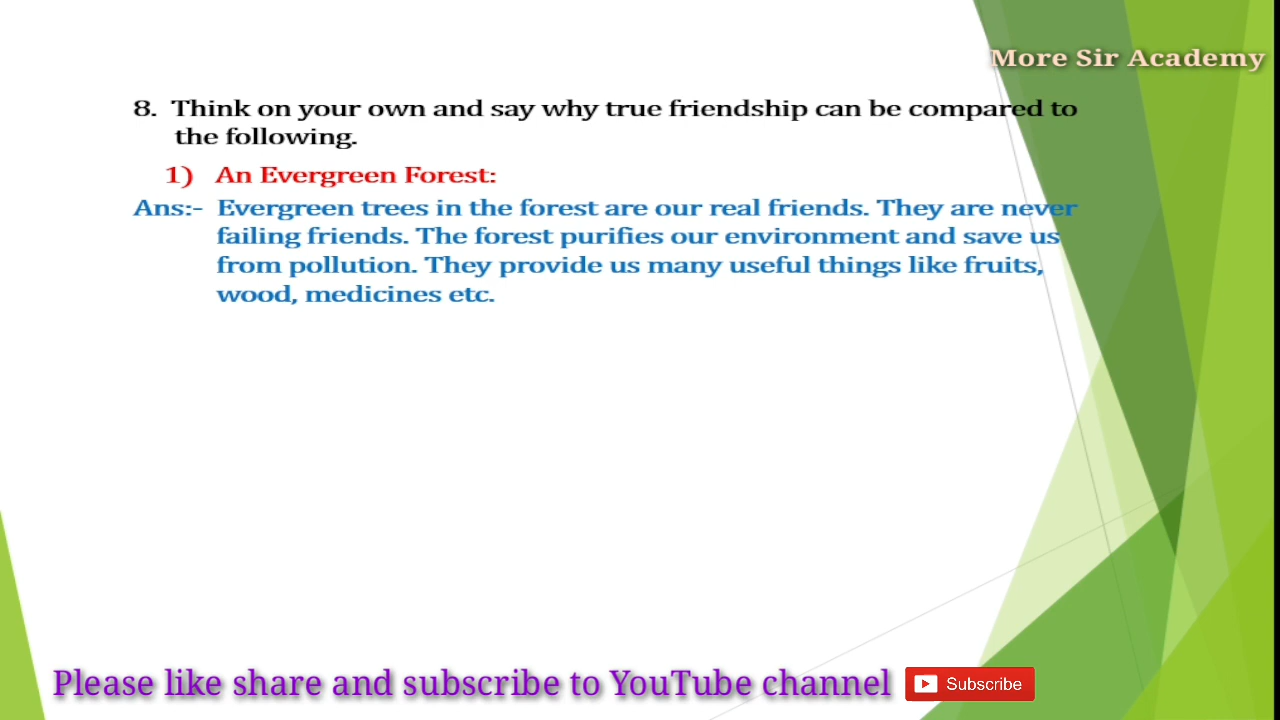 More Sir Academy
8. Think on your own and say why true friendship can be compared to
the following.
1) An Evergreen Forest:
Ans:- Evergreen trees in the forest are our real friends. They are never
failing friends. The forest purifies our environment and save us
from pollution. They provide us many useful things like fruits,
wood, medicines etc.
Please like share and subscribe to YouTube channel Subscribe